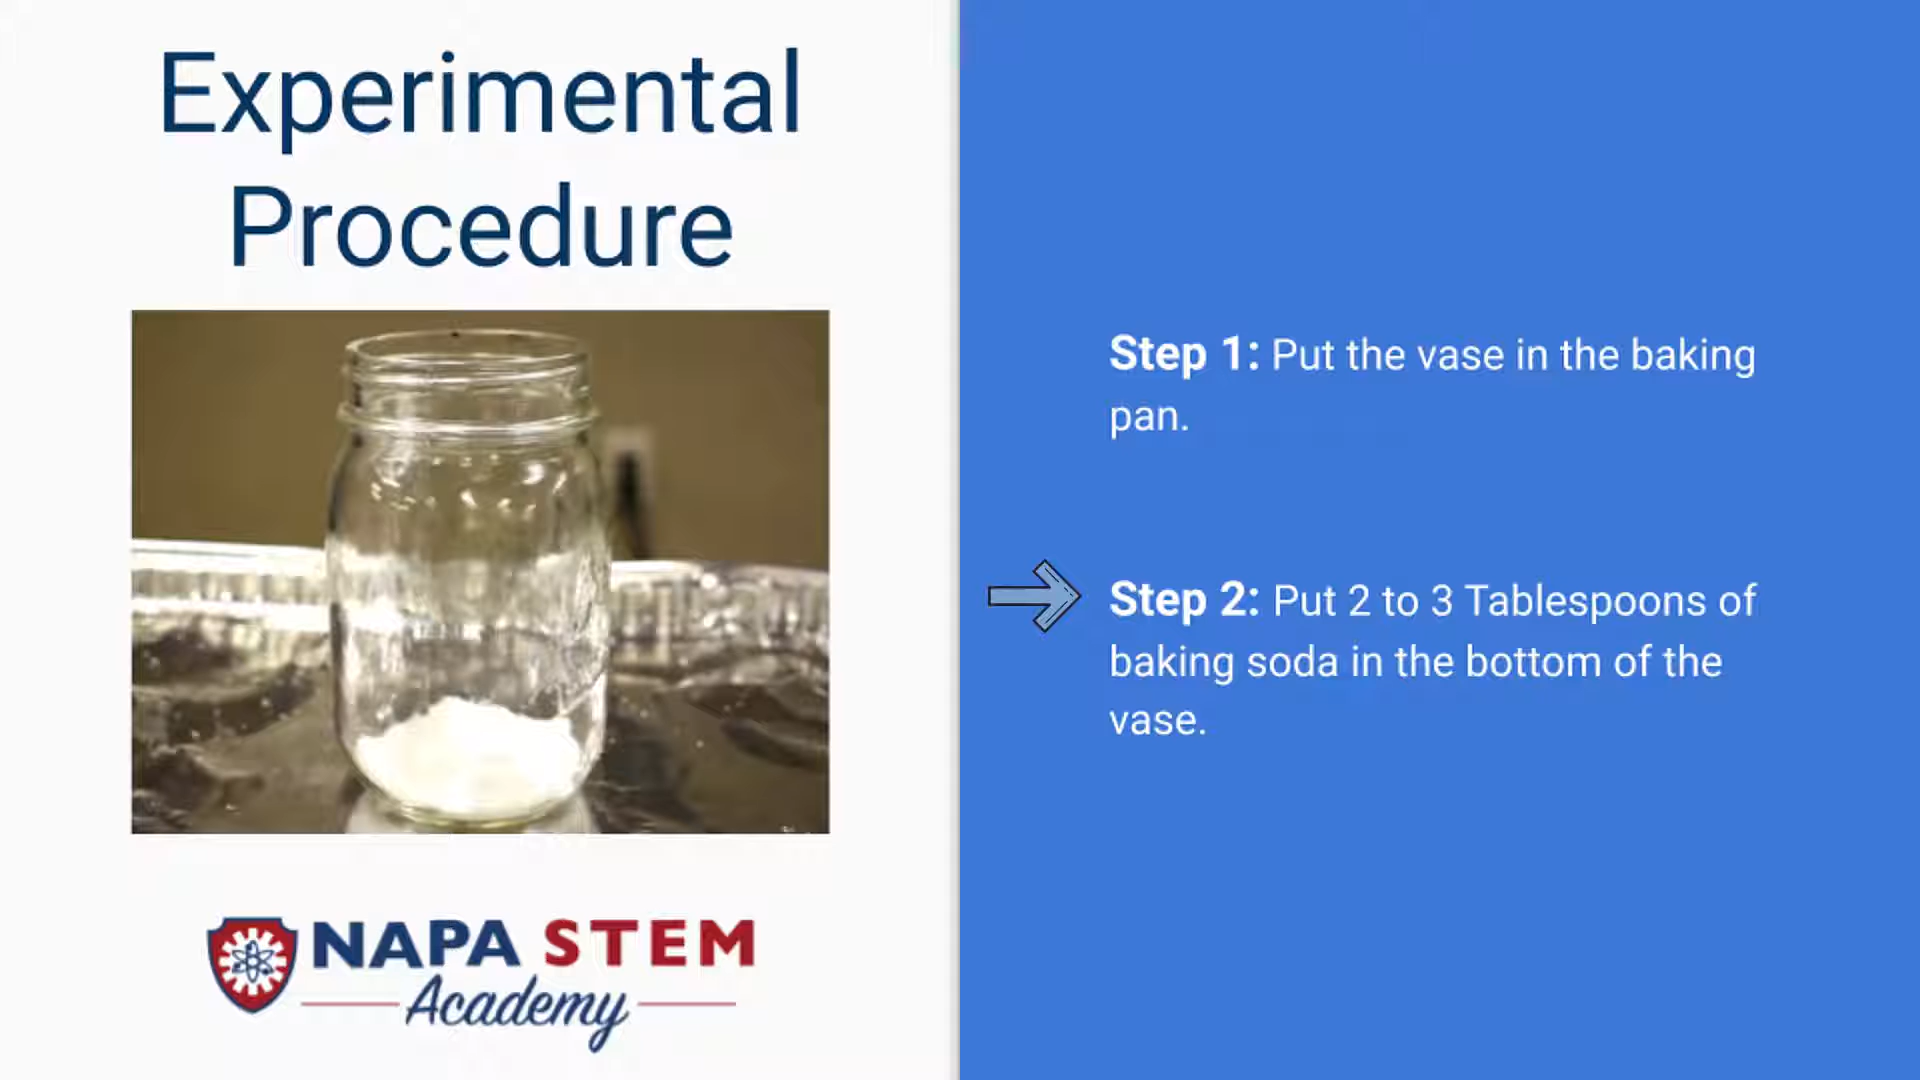 Experimental
Procedure
Step 1: Put the vase in the baking
pan.
Step 2: Put 2 to 3 Tablespoons of
baking soda in the bottom of the
vase.
NAPA STEM
Academy